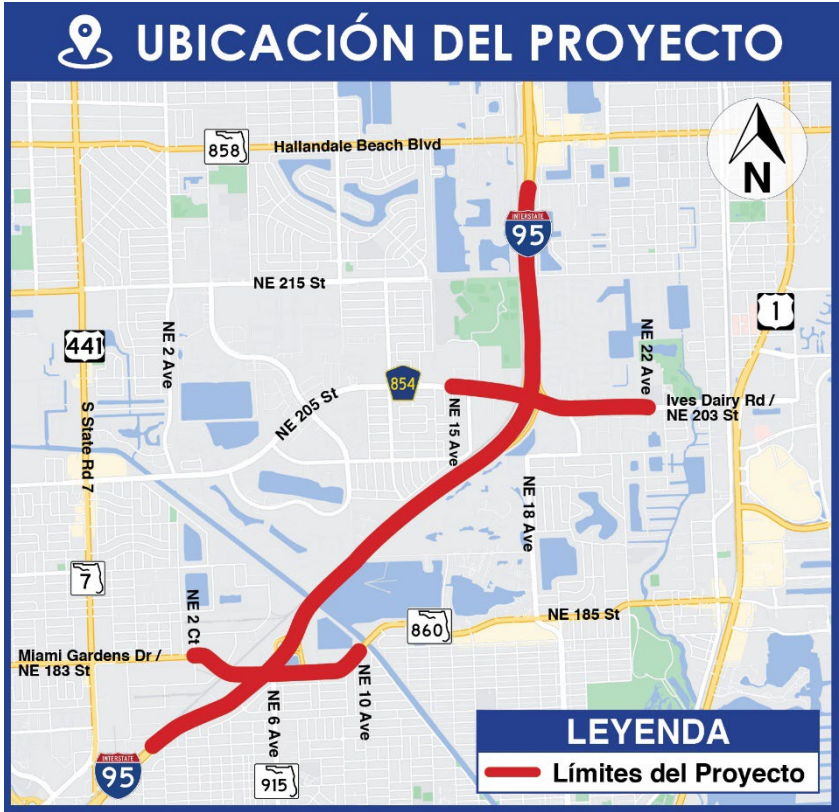 UBICACIÓN DEL PROYECTO
858
Hallandale Beach Blvd
N
INTERSTATE
95
NE 215 St
1
441
NE 2 Ave
NE 22 Ave
854
Ives Dairy Rd /
NE 203 St
NE 205 St
NE 15 Ave
S State Rd 7
NE 18 Ave
7
NE 2 Ct
860
NE 185 St
Miami Gardens Dr /
NE 183 St
NE 6 Ave
NE 10 Ave
INTERSTATE
95
915
LEYENDA
Límites del Proyecto